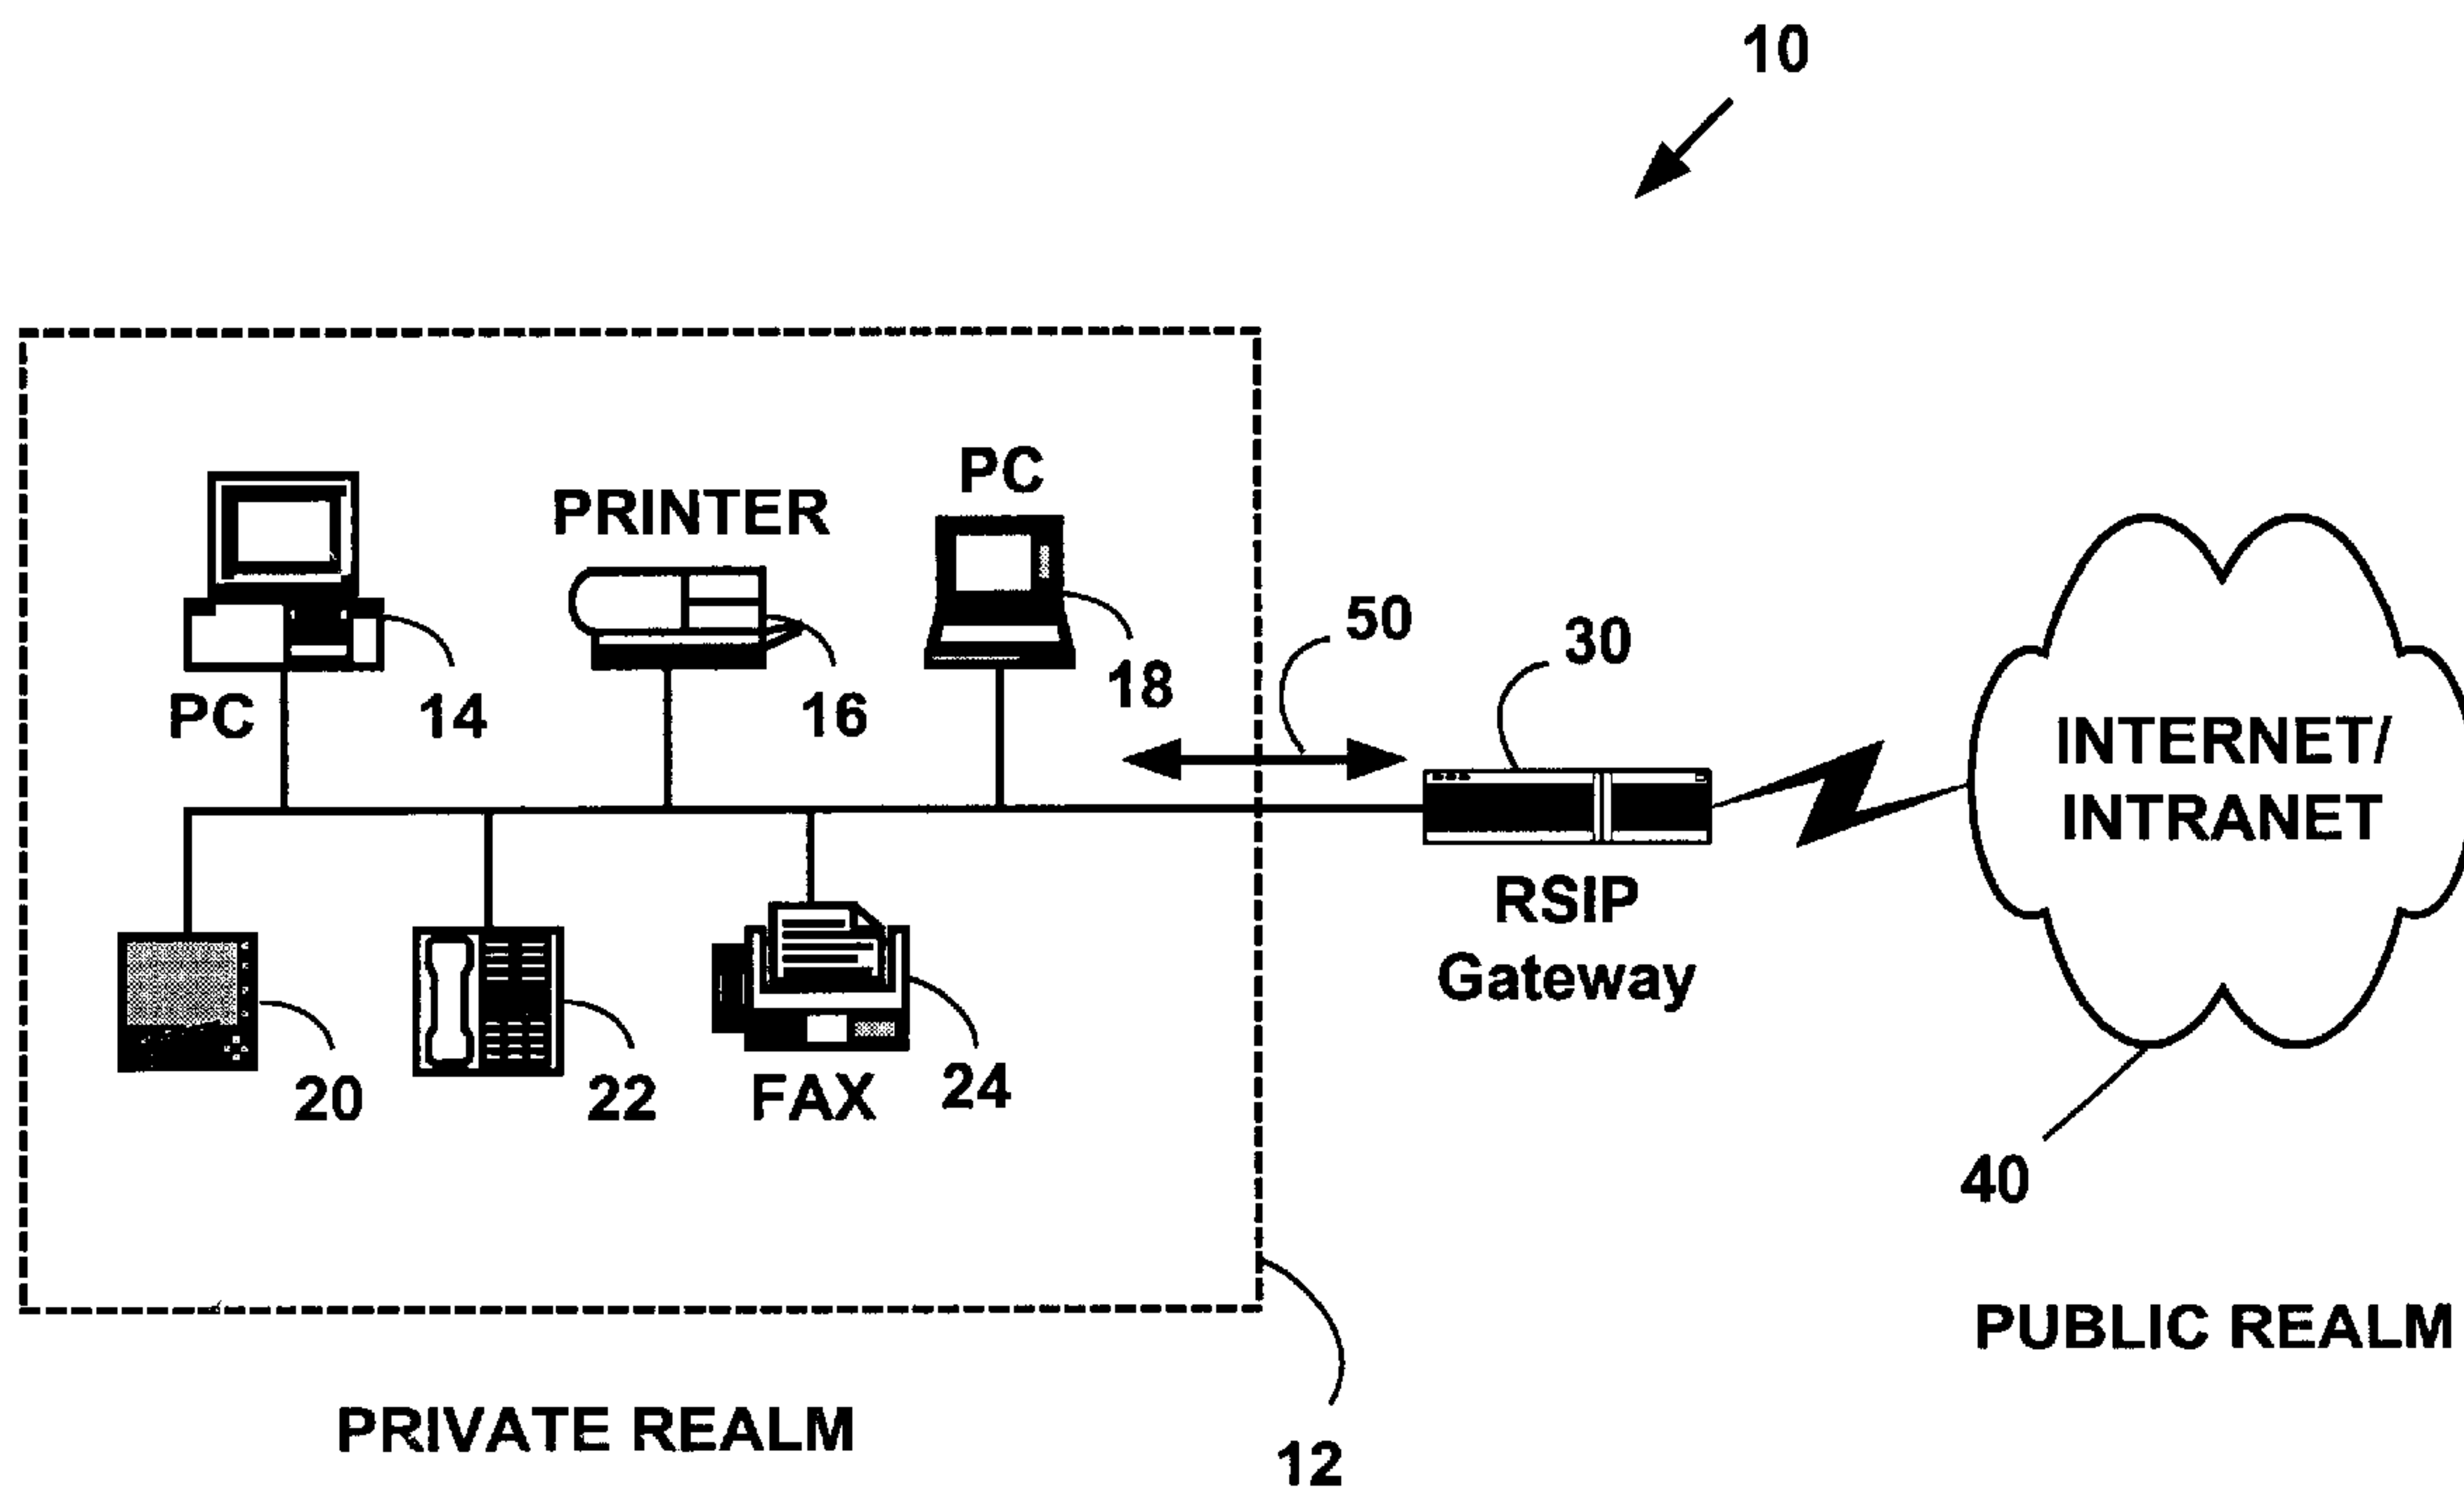 10
PC
PRINTER
50
30
18
PC
14
16
INTERNET/
INTRANET
RSIP
Gateway
20
22
FAX
24
40
PUBLIC REALM
PRIVATE REALM
12